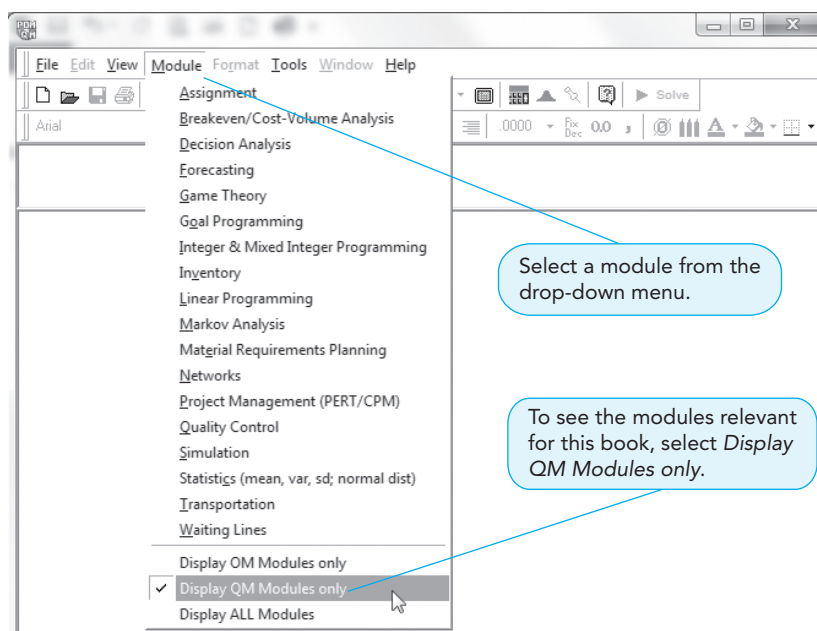 POM
QM
File Edit View Module Format Tools Window Help
Solve
Arial
.0000 Fix Dec 0.0 ,
Assignment
Breakeven/Cost-Volume Analysis
Decision Analysis
Forecasting
Game Theory
Goal Programming
Integer & Mixed Integer Programming
Inventory
Linear Programming
Markov Analysis
Material Requirements Planning
Networks
Project Management (PERT/CPM)
Quality Control
Simulation
Statistics (mean, var, sd; normal dist)
Transportation
Waiting Lines
Display OM Modules only
Display QM Modules only
Display ALL Modules
Select a module from the
drop-down menu.
To see the modules relevant
for this book, select Display
QM Modules only.